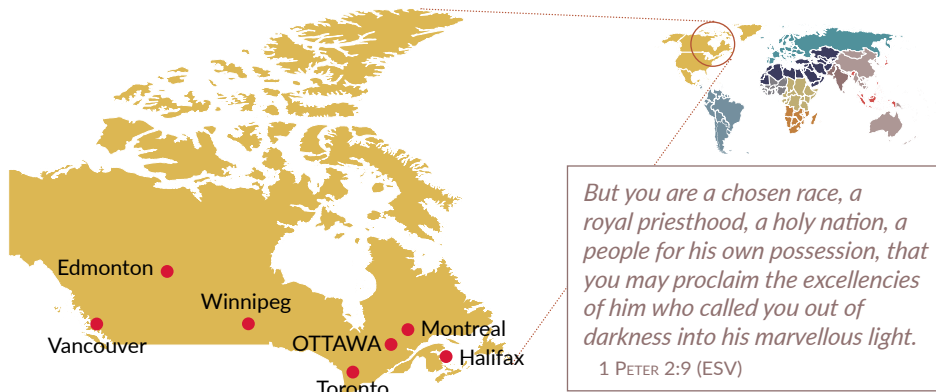 Edmonton
Winnipeg
Vancouver
OTTAWA
Montreal
Halifax
Toronto
But you are a chosen race, a
royal priesthood, a holy nation, a
people for his own possession, that
you may proclaim the excellencies
of him who called you out of
darkness into his marvellous light.
1 PETER 2:9 (ESV)